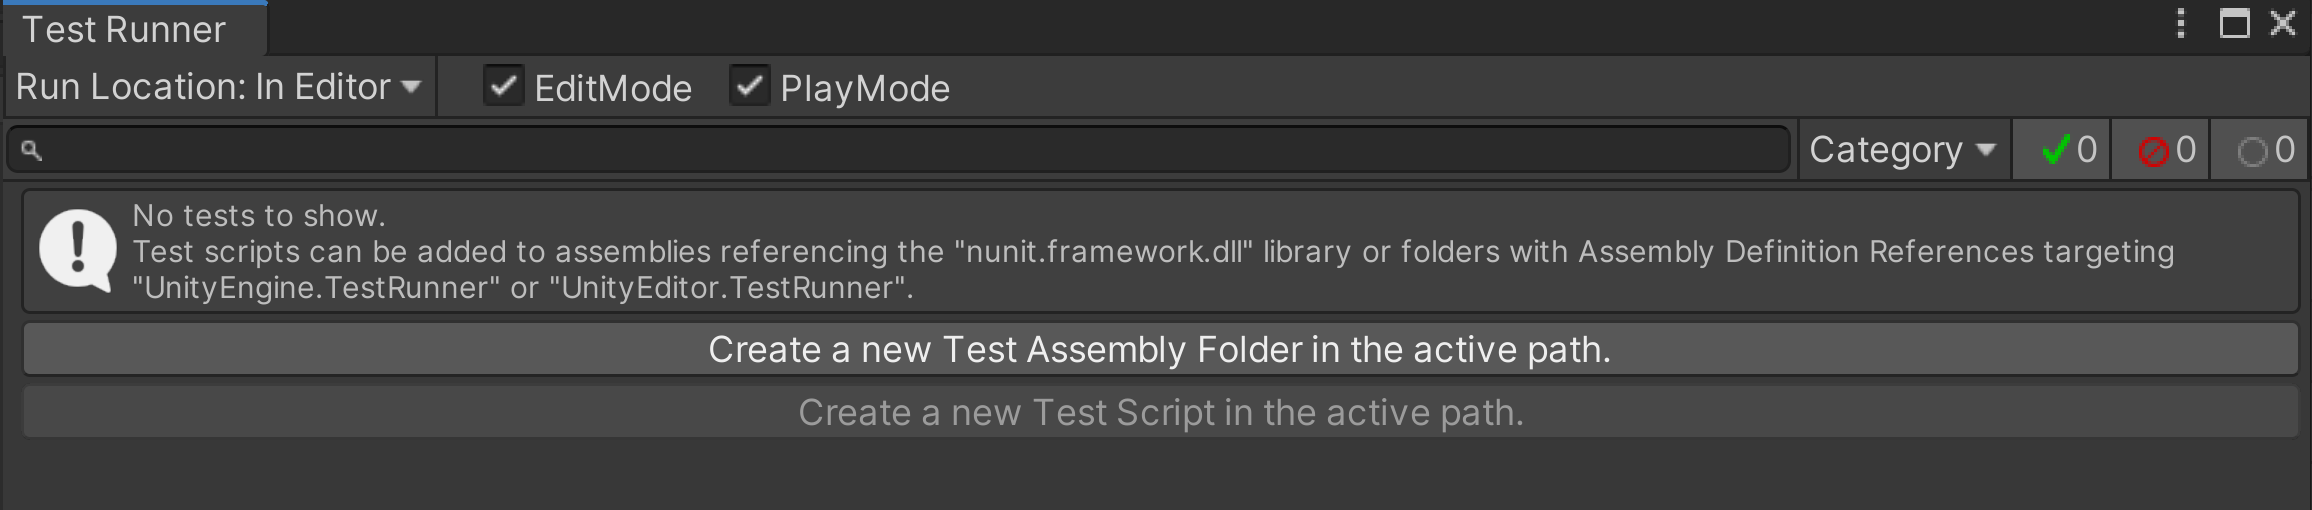 Test Runner
Run Location: In Editor EditMode PlayMode
Category 0 0 0
No tests to show.
Test scripts can be added to assemblies referencing the "nunit.framework.dll" library or folders with Assembly Definition References targeting
"UnityEngine.TestRunner" or "UnityEditor.TestRunner".
Create a new Test Assembly Folder in the active path.
Create a new Test Script in the active path.